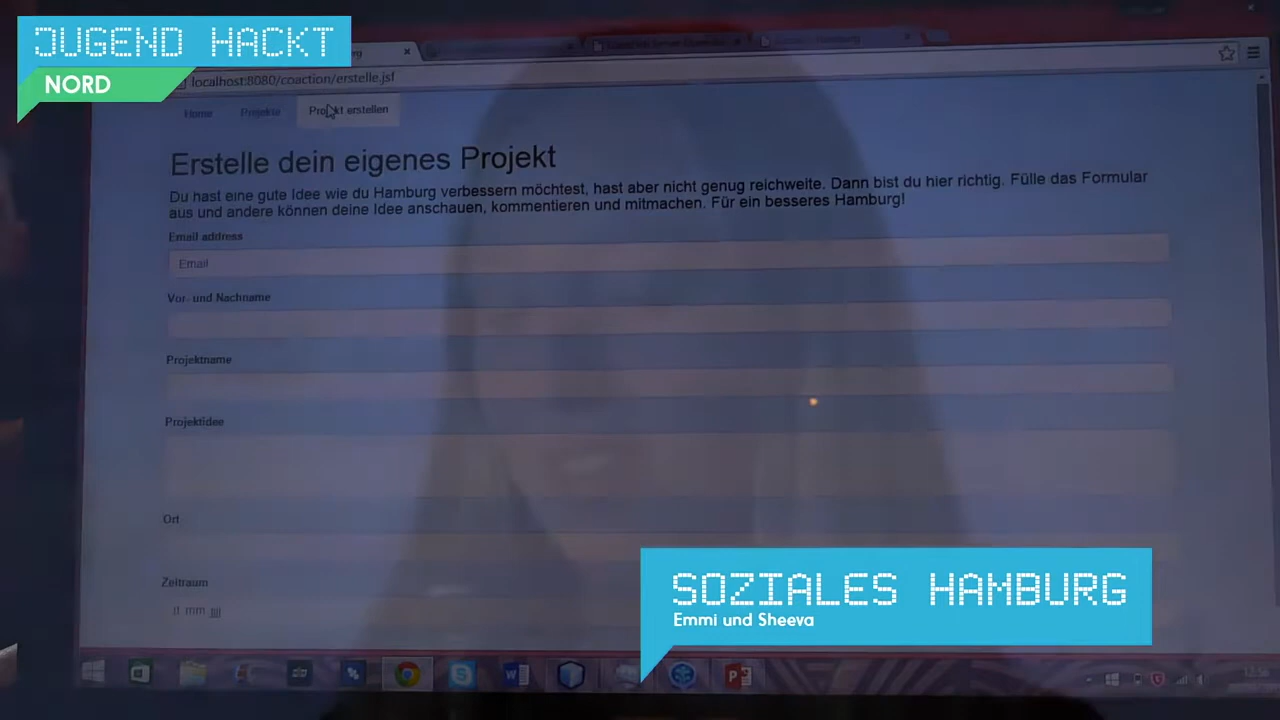 JUGEND HACKT
NORD
localhost:8080/coaction/erstelle.jsf
Home Projekte Projekt erstellen
Erstelle dein eigenes Projekt
Du hast eine gute Idee wie du Hamburg verbessern möchtest, hast aber nicht genug reichweite. Dann bist du hier richtig. Fülle das Formular
aus und andere können deine Idee anschauen, kommentieren und mitmachen. Für ein besseres Hamburg!
Email address
Email
Vor- und Nachname
Projektname
Projektidee
Ort
Zeitraum
tt.mm.jjjj
SOZIALES HAMBURG
Emmi und Sheeva